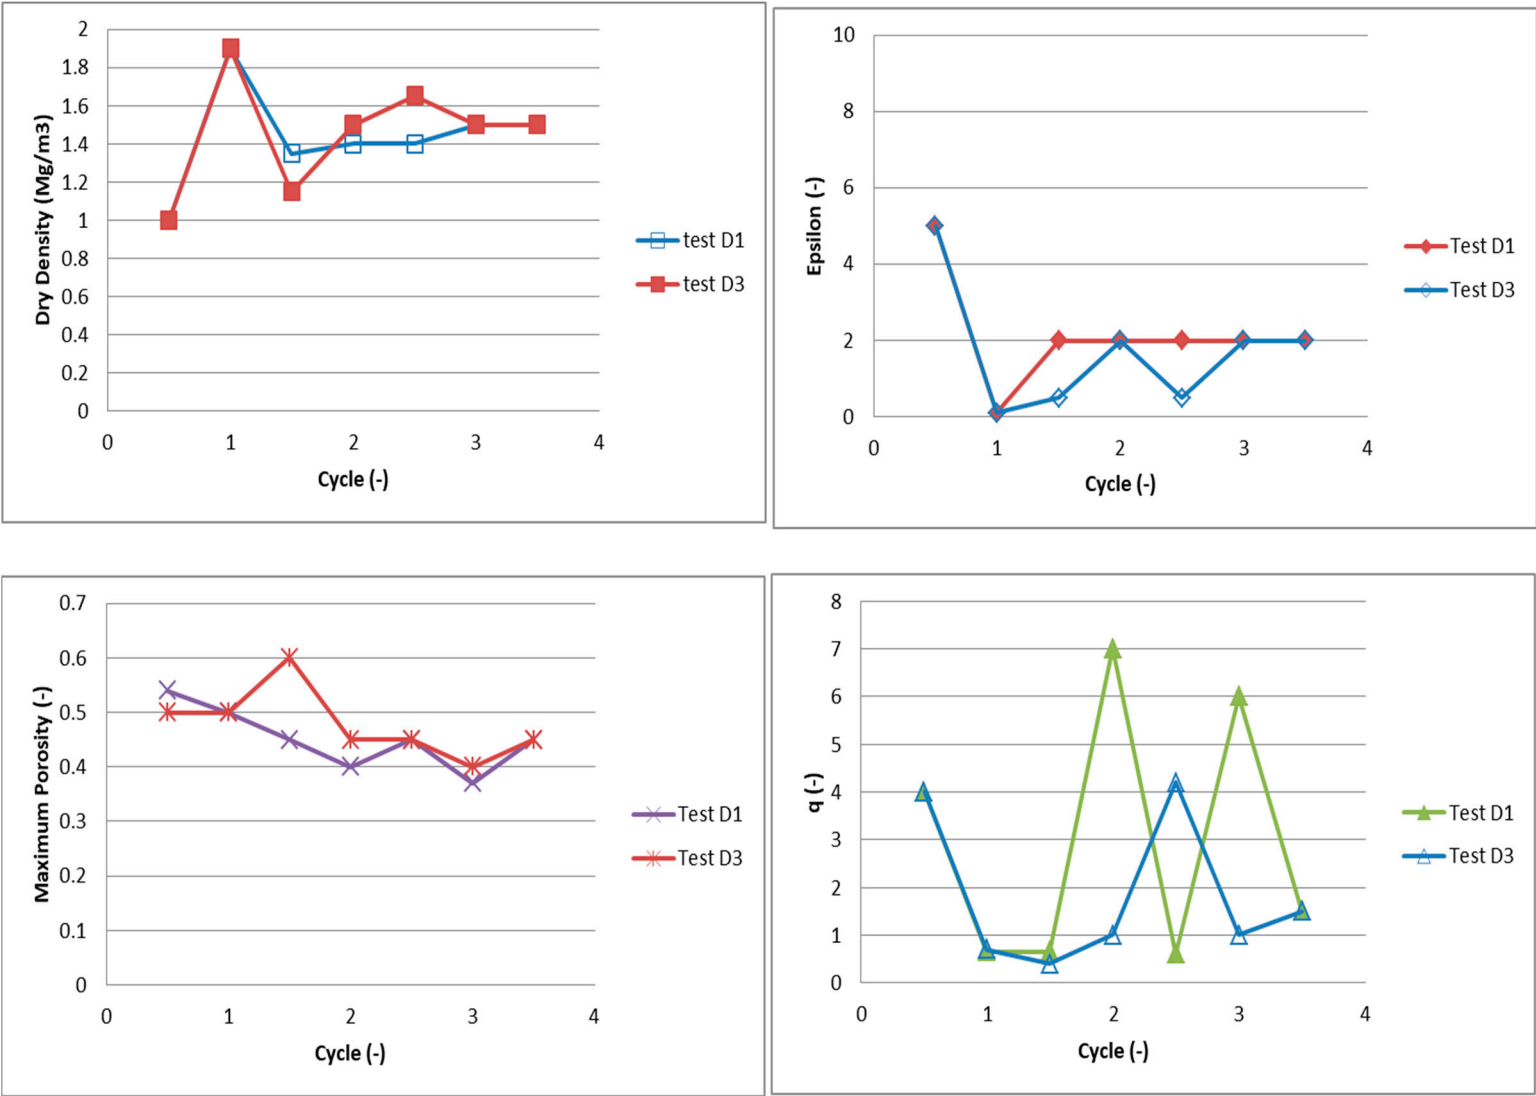 Dry Density (Mg/m3)
2
1.8
1.6
1.4
1.2
1
0.8
0.6
0.4
0.2
0
0 1 2 3 4
Cycle (-)
test D1
test D3
Epsilon (-)
10
8
6
4
2
0
0 1 2 3 4
Cycle (-)
Test D1
Test D3
Maximum Porosity (-)
0.7
0.6
0.5
0.4
0.3
0.2
0.1
0
0 1 2 3 4
Cycle (-)
Test D1
Test D3
q (-)
8
7
6
5
4
3
2
1
0
0 1 2 3 4
Cycle (-)
Test D1
Test D3